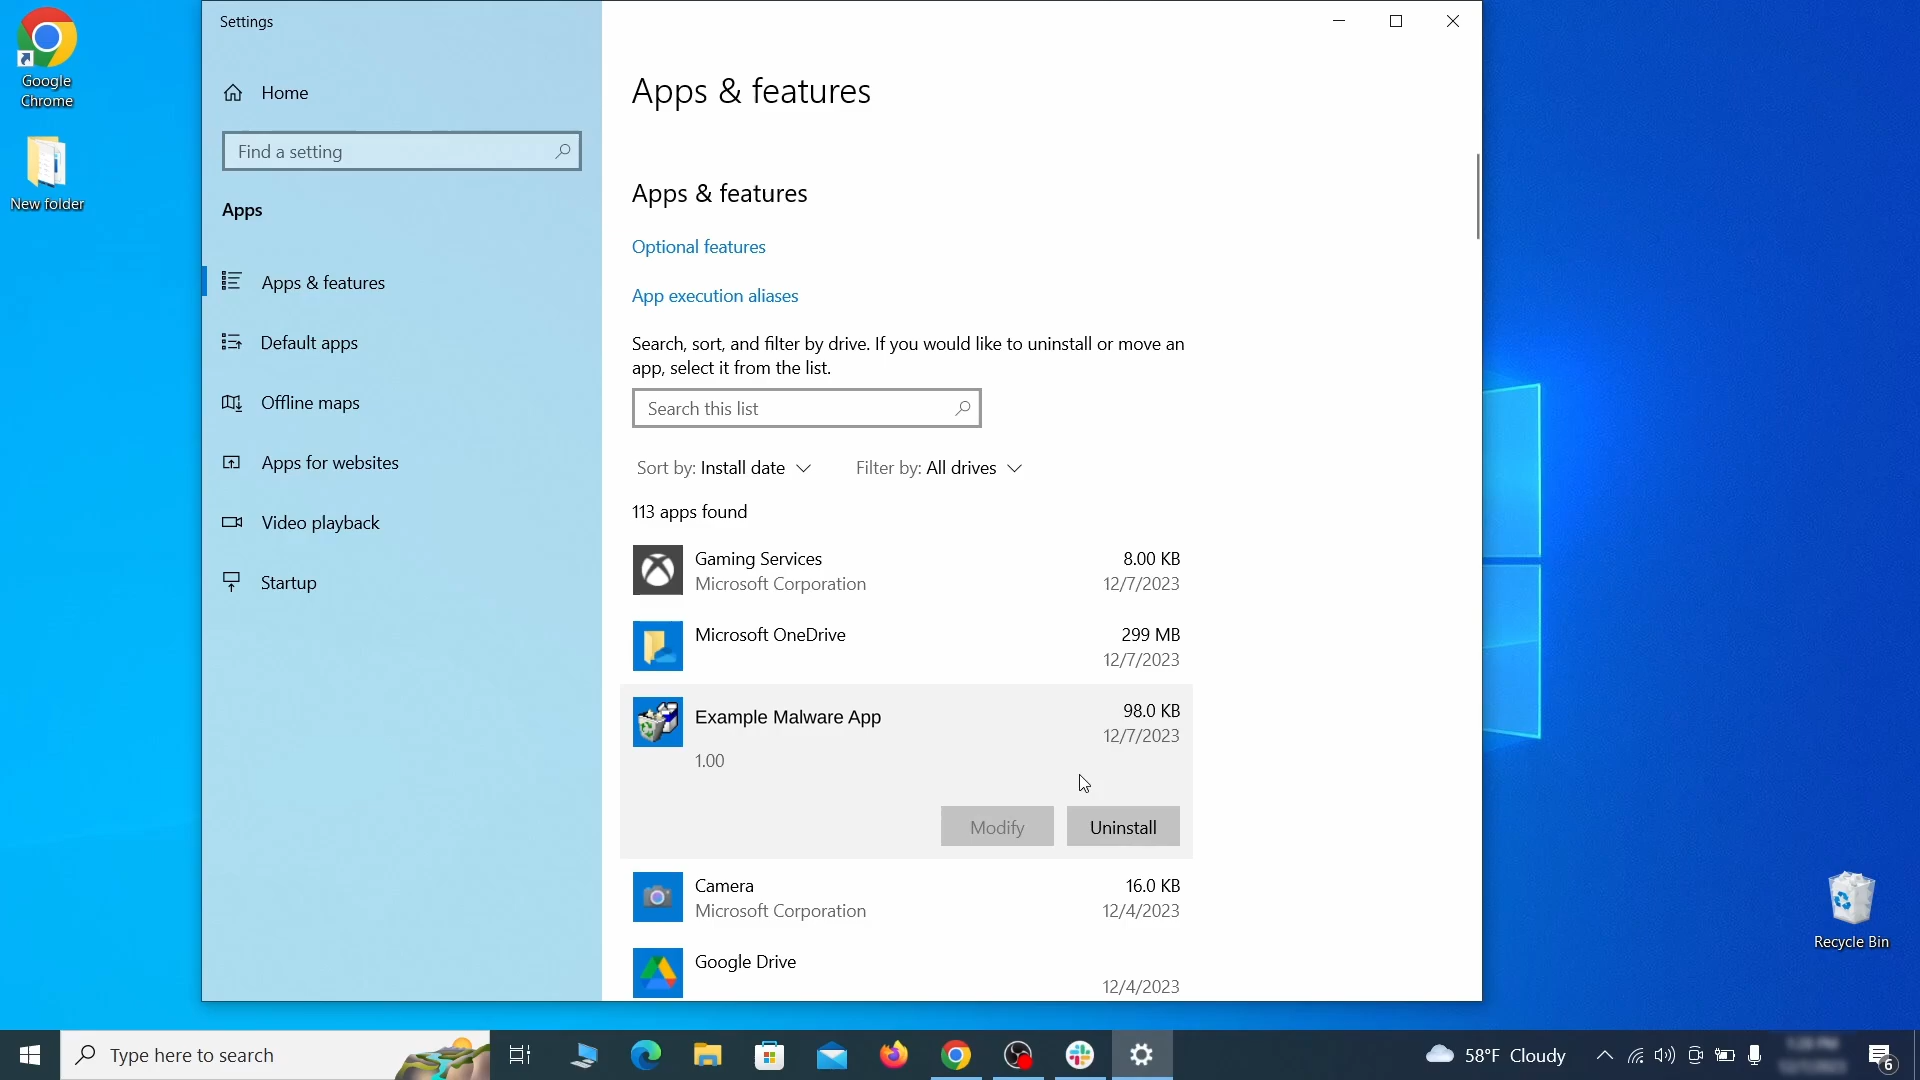 Google
Chrome
New folder
Settings
Home
Find a setting
Apps
Apps & features
Default apps
Offline maps
Apps for websites
Video playback
Startup
Apps & features
Apps & features
Optional features
App execution aliases
Search, sort, and filter by drive. If you would like to uninstall or move an
app, select it from the list.
Search this list
Sort by: Install date Filter by: All drives
113 apps found
Gaming Services 8.00 KB
Microsoft Corporation 12/7/2023
Microsoft OneDrive 299 MB
12/7/2023
Example Malware App 98.0 KB
12/7/2023
1.00
Modify Uninstall
Camera 16.0 KB
Microsoft Corporation 12/4/2023
Google Drive
12/4/2023
Recycle Bin
Type here to search
58°F Cloudy
6